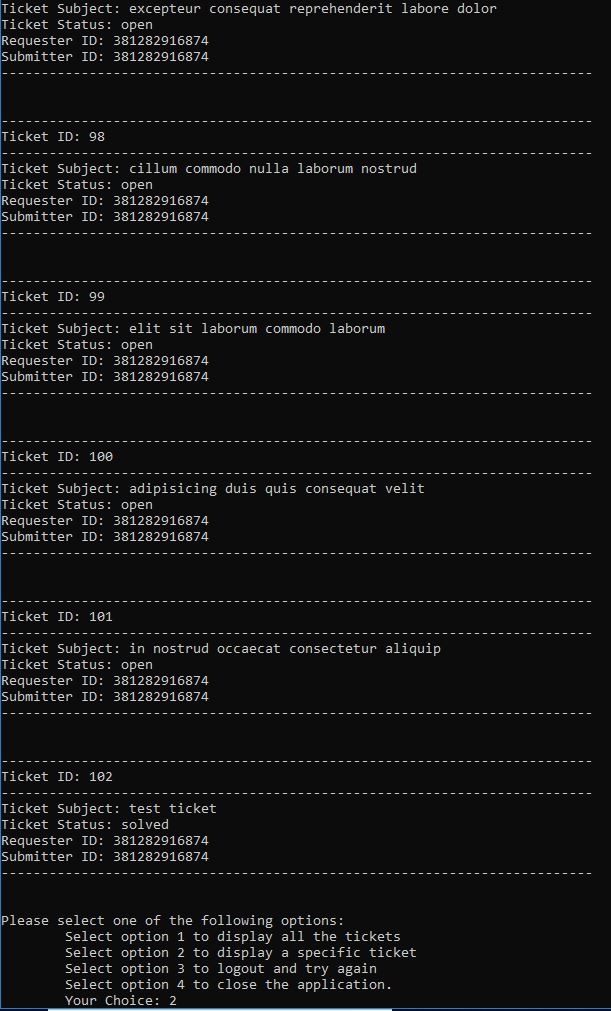 Ticket Subject: excepteur consequat reprehenderit labore dolor
Ticket Status: open
Requester ID: 381282916874
Submitter ID: 381282916874
--------------------------------------------------------------------------
--------------------------------------------------------------------------
Ticket ID: 98
--------------------------------------------------------------------------
Ticket Subject: cillum commodo nulla laborum nostrud
Ticket Status: open
Requester ID: 381282916874
Submitter ID: 381282916874
--------------------------------------------------------------------------
--------------------------------------------------------------------------
Ticket ID: 99
--------------------------------------------------------------------------
Ticket Subject: elit sit laborum commodo laborum
Ticket Status: open
Requester ID: 381282916874
Submitter ID: 381282916874
--------------------------------------------------------------------------
--------------------------------------------------------------------------
Ticket ID: 100
--------------------------------------------------------------------------
Ticket Subject: adipisicing duis quis consequat velit
Ticket Status: open
Requester ID: 381282916874
Submitter ID: 381282916874
--------------------------------------------------------------------------
--------------------------------------------------------------------------
Ticket ID: 101
--------------------------------------------------------------------------
Ticket Subject: in nostrud occaecat consectetur aliquip
Ticket Status: open
Requester ID: 381282916874
Submitter ID: 381282916874
--------------------------------------------------------------------------
--------------------------------------------------------------------------
Ticket ID: 102
--------------------------------------------------------------------------
Ticket Subject: test ticket
Ticket Status: solved
Requester ID: 381282916874
Submitter ID: 381282916874
--------------------------------------------------------------------------
Please select one of the following options:
Select option 1 to display all the tickets
Select option 2 to display a specific ticket
Select option 3 to logout and try again
Select option 4 to close the application.
Your Choice: 2